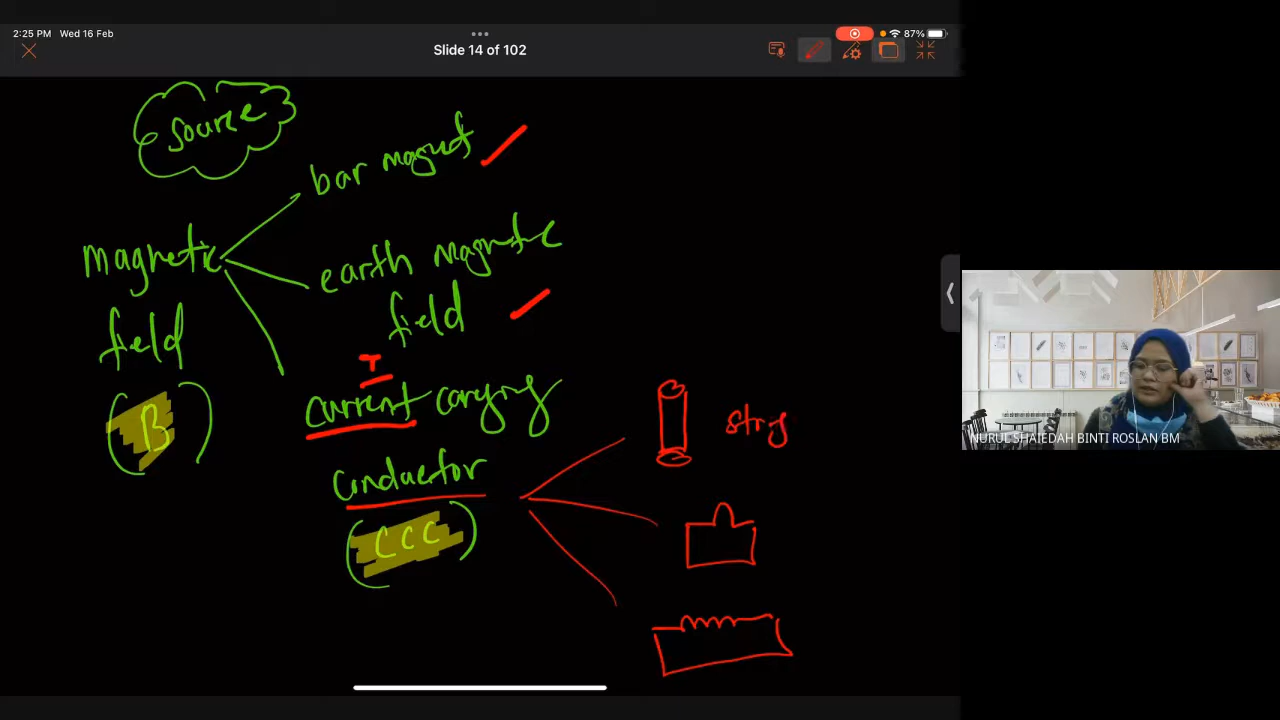 2:25 PM Wed 16 Feb
87%
Slide 14 of 102
source
bar magnet
magnetic
field
(B)
earth magnetic
field
I
current carrying
conductor
(CCC)
NURUL SHAIEDAH BINTI ROSLAN BM